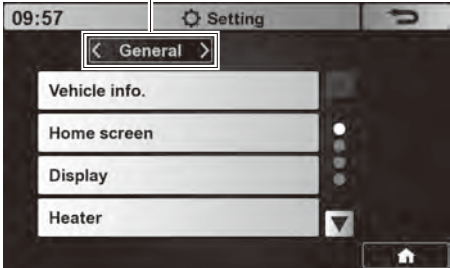 09:57 Setting
< General >
Vehicle info.
Home screen
Display
Heater